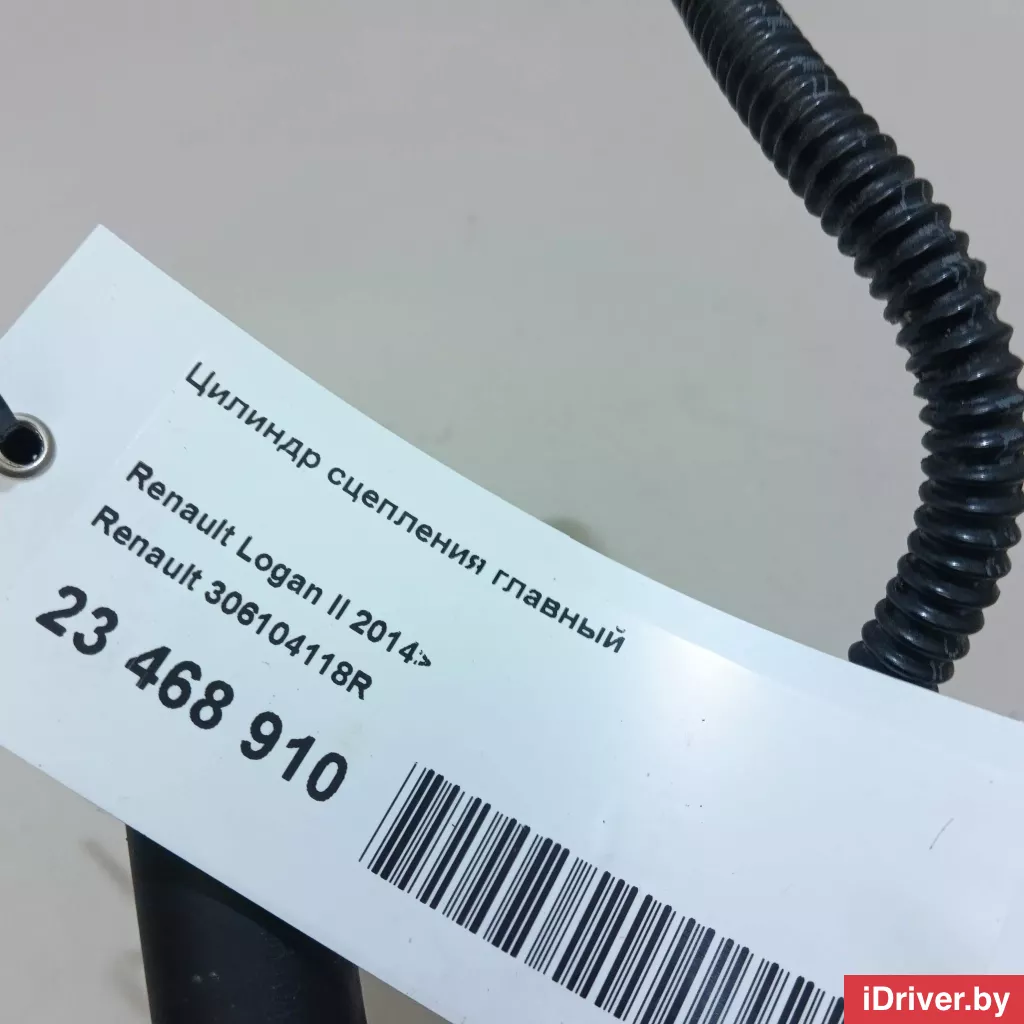 Цилиндр сцепления главный
Renault Logan II 2014>
Renault 306104118R
23 468 910
iDriver.by